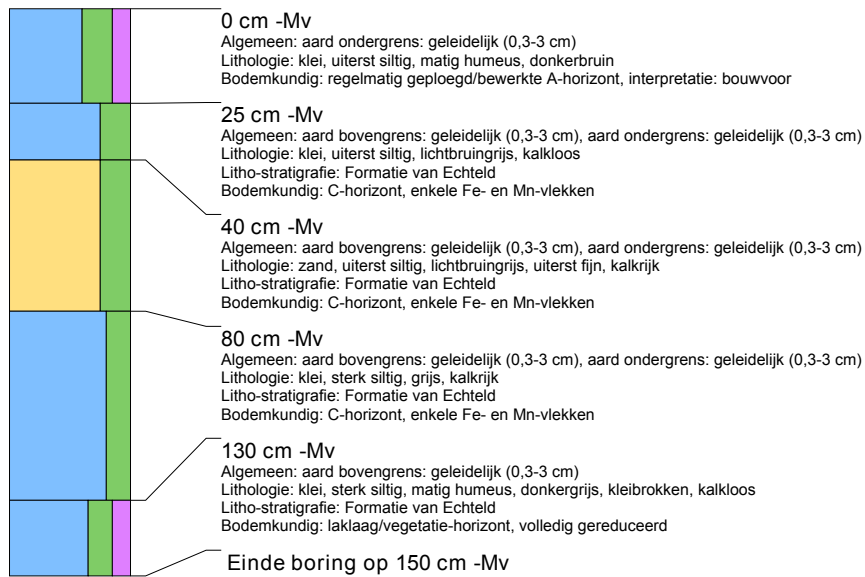 0 cm -Mv
Algemeen: aard ondergrens: geleidelijk (0,3-3 cm)
Lithologie: klei, uiterst siltig, matig humeus, donkerbruin
Bodemkundig: regelmatig geploegd/bewerkte A-horizont, interpretatie: bouwvoor
25 cm -Mv
Algemeen: aard bovengrens: geleidelijk (0,3-3 cm), aard ondergrens: geleidelijk (0,3-3 cm)
Lithologie: klei, uiterst siltig, lichtbruingrijs, kalkloos
Litho-stratigrafie: Formatie van Echteld
Bodemkundig: C-horizont, enkele Fe- en Mn-vlekken
40 cm -Mv
Algemeen: aard bovengrens: geleidelijk (0,3-3 cm), aard ondergrens: geleidelijk (0,3-3 cm)
Lithologie: zand, uiterst siltig, lichtbruingrijs, uiterst fijn, kalkrijk
Litho-stratigrafie: Formatie van Echteld
Bodemkundig: C-horizont, enkele Fe- en Mn-vlekken
80 cm -Mv
Algemeen: aard bovengrens: geleidelijk (0,3-3 cm), aard ondergrens: geleidelijk (0,3-3 cm)
Lithologie: klei, sterk siltig, grijs, kalkrijk
Litho-stratigrafie: Formatie van Echteld
Bodemkundig: C-horizont, enkele Fe- en Mn-vlekken
130 cm -Mv
Algemeen: aard bovengrens: geleidelijk (0,3-3 cm)
Lithologie: klei, sterk siltig, matig humeus, donkergrijs, kleibrokken, kalkloos
Litho-stratigrafie: Formatie van Echteld
Bodemkundig: laklaag/vegetatie-horizont, volledig gereduceerd
Einde boring op 150 cm -Mv